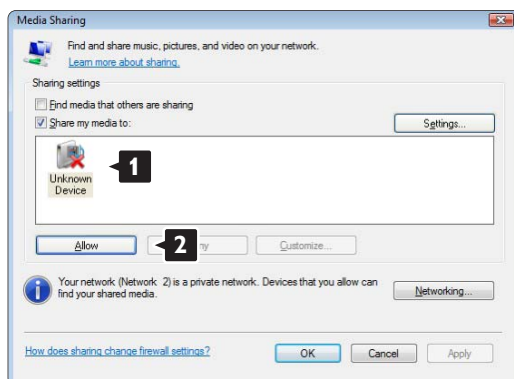 Media Sharing
Find and share music, pictures, and video on your network.
Learn more about sharing.
Sharing settings
Find media that others are sharing
Share my media to:
Settings...
1
Unknown
Device
Allow
2
ny
Customize...
Your network (Network 2) is a private network. Devices that you allow can
find your shared media.
Networking...
How does sharing change firewall settings?
OK
Cancel
Apply